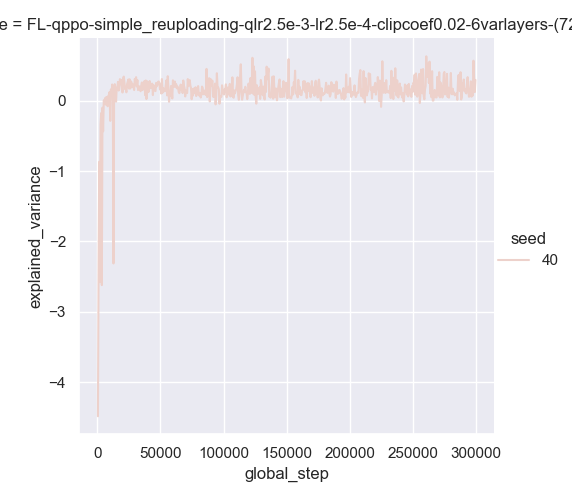 e = FL-qppo-simple_reuploading-qlr2.5e-3-lr2.5e-4-clipcoef0.02-6varlayers-(72
0
−1
−2
−3
−4
explained_variance
0 50000 100000 150000 200000 250000 300000
global_step
seed
40